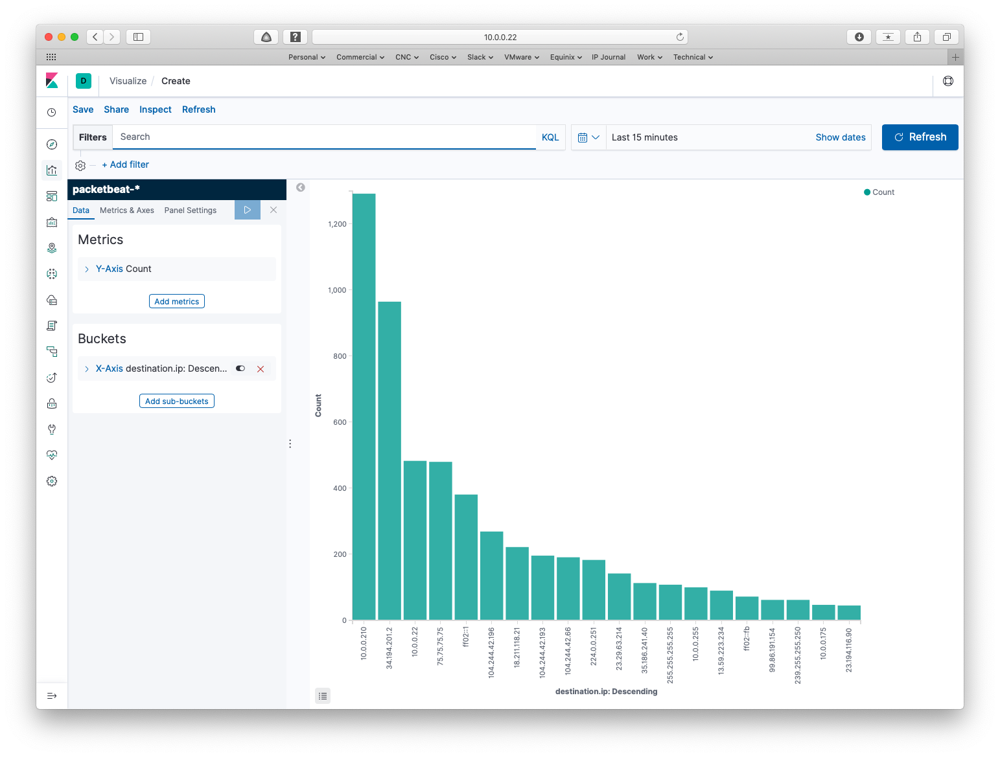 10.0.0.22
Personal Commercial CNC Cisco Slack VMware Equinix IP Journal Work Technical
D Visualize / Create
Save Share Inspect Refresh
Filters Search KQL Last 15 minutes Show dates Refresh
+ Add filter
packetbeat-*
Data Metrics & Axes Panel Settings
Metrics
Y-Axis Count
Add metrics
Buckets
X-Axis destination.ip: Descen...
Add sub-buckets
Count
1,200
1,000
800
600
400
200
0
Count
10.0.0.210
34.194.201.2
10.0.0.22
75.75.75.75
ff02::1
104.244.42.196
18.211.118.21
104.244.42.193
104.244.42.66
224.0.0.251
23.29.63.214
35.186.241.40
255.255.255.255
10.0.0.255
13.59.223.234
ff02::fb
99.86.191.154
239.255.255.250
10.0.0.175
23.194.116.90
destination.ip: Descending